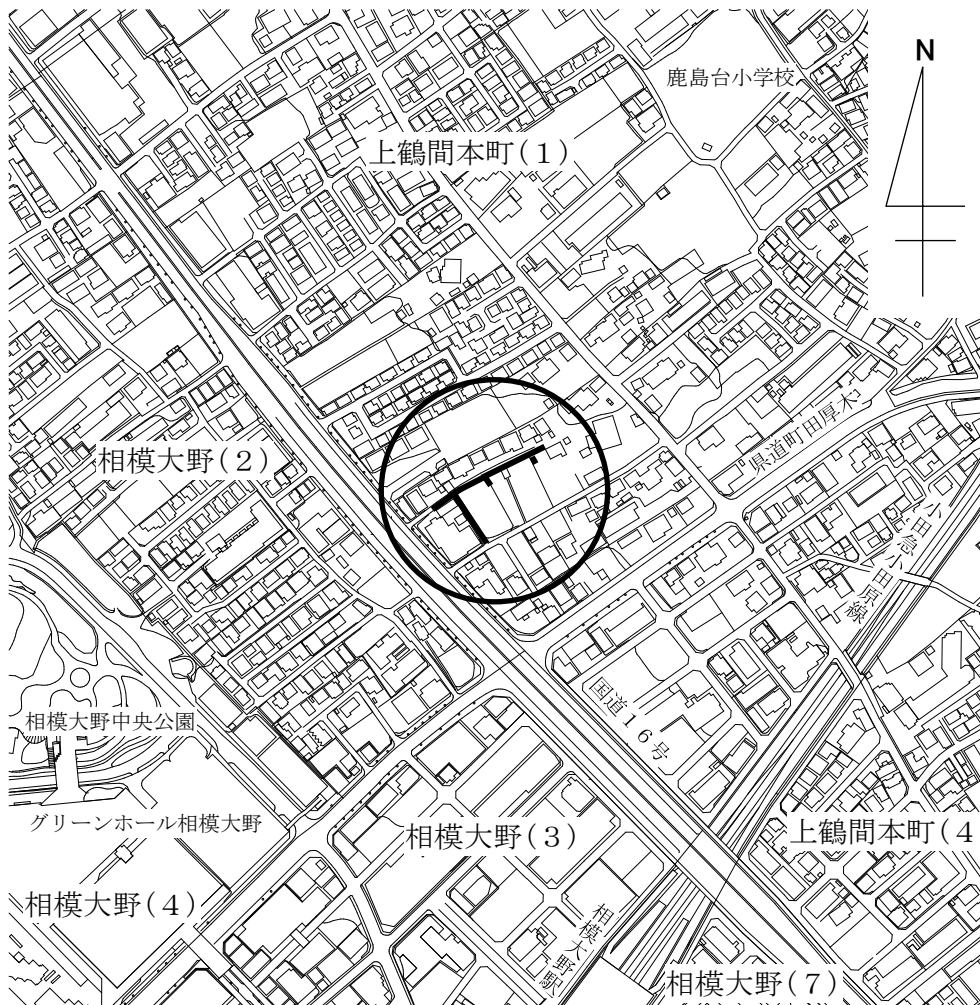 N
鹿島台小学校
上鶴間本町(1)
県道町田厚木
相模大野(2)
小田急小田原線
国道16号
相模大野中央公園
グリーンホール相模大野
相模大野(3)
上鶴間本町(4
相模大野(4)
相模大野駅
相模大野(7)